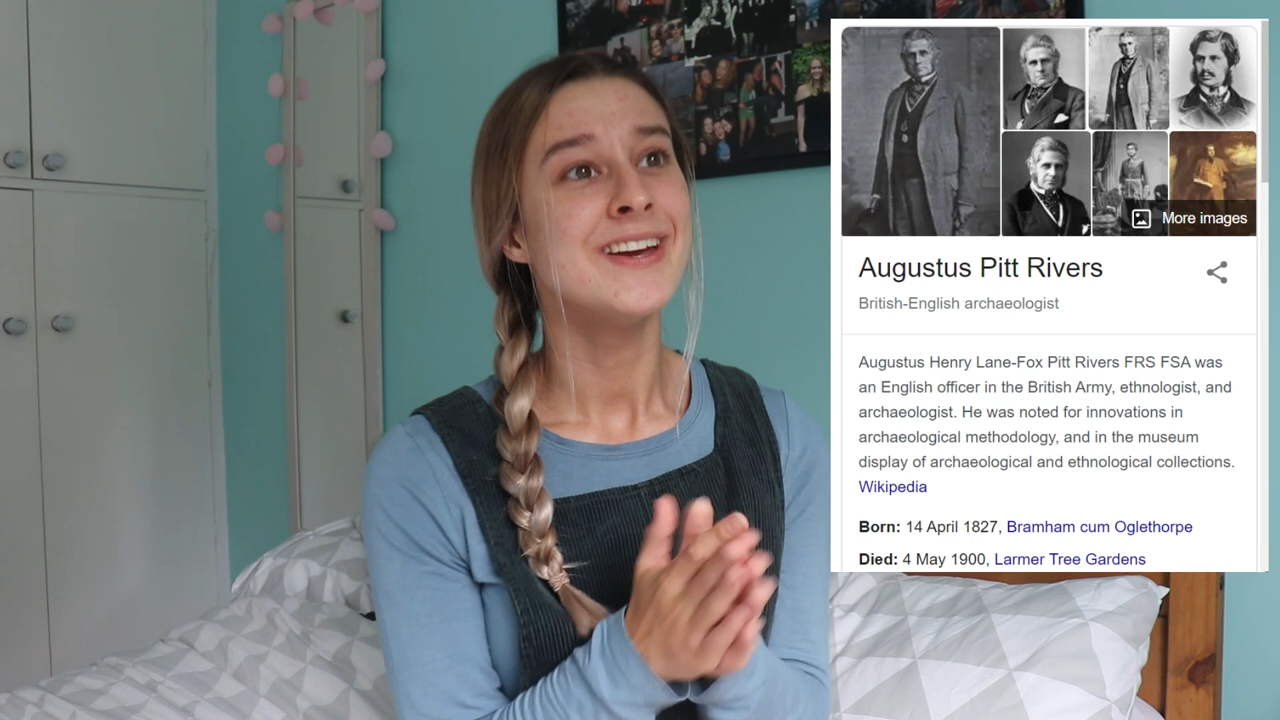 More images
Augustus Pitt Rivers
British-English archaeologist
Augustus Henry Lane-Fox Pitt Rivers FRS FSA was
an English officer in the British Army, ethnologist, and
archaeologist. He was noted for innovations in
archaeological methodology, and in the museum
display of archaeological and ethnological collections.
Wikipedia
Born: 14 April 1827, Bramham cum Oglethorpe
Died: 4 May 1900, Larmer Tree Gardens